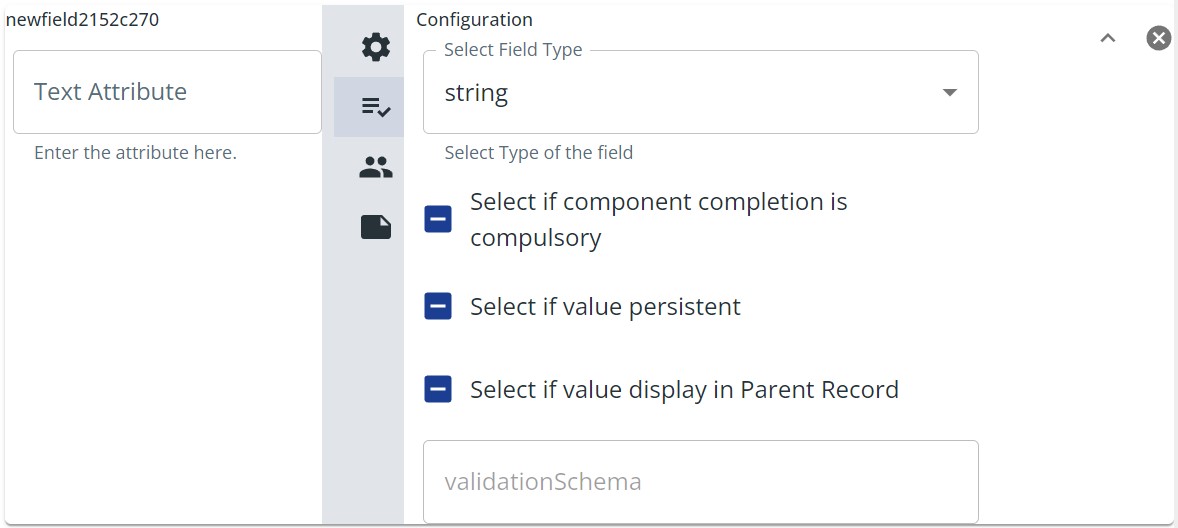 newfield2152c270
Text Attribute
Enter the attribute here.
Configuration
Select Field Type
string
Select Type of the field
Select if component completion is
compulsory
Select if value persistent
Select if value display in Parent Record
validationSchema